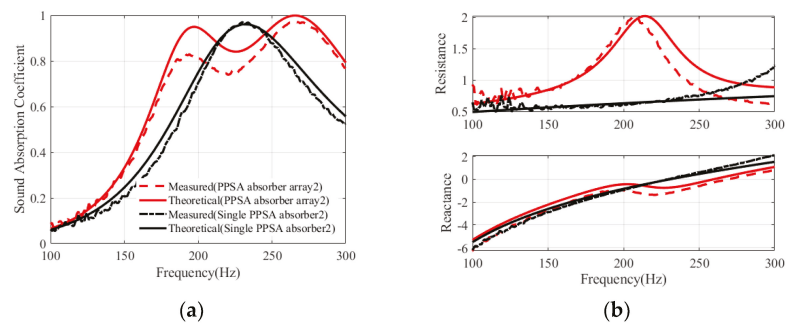 1
0.8
0.6
0.4
0.2
0
Sound Absorption Coefficient
Measured(PPSA absorber array2)
Theoretical(PPSA absorber array2)
Measured(Single PPSA absorber2)
Theoretical(Single PPSA absorber2)
100 150 200 250 300
Frequency(Hz)
(a)
2
1.5
1
0.5
Resistance
100 150 200 250 300
2
0
-2
-4
-6
Reactance
100 150 200 250 300
Frequency(Hz)
(b)